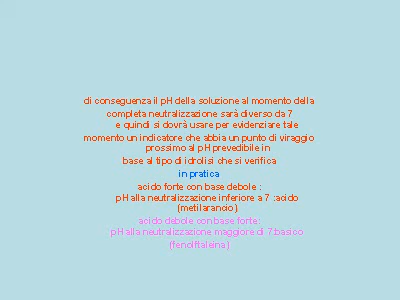 di conseguenza il pH della soluzione al momento della
completa neutralizzazione sarà diverso da 7
e quindi si dovrà usare per evidenziare tale
momento un indicatore che abbia un punto di viraggio
prossimo al pH prevedibile in
base al tipo di idrolisi che si verifica
in pratica
acido forte con base debole :
pH alla neutralizzazione inferiore a 7 :acido
(metilarancio)
acido debole con base forte:
pH alla neutralizzazione maggiore di 7:basico
(fenolftaleina)